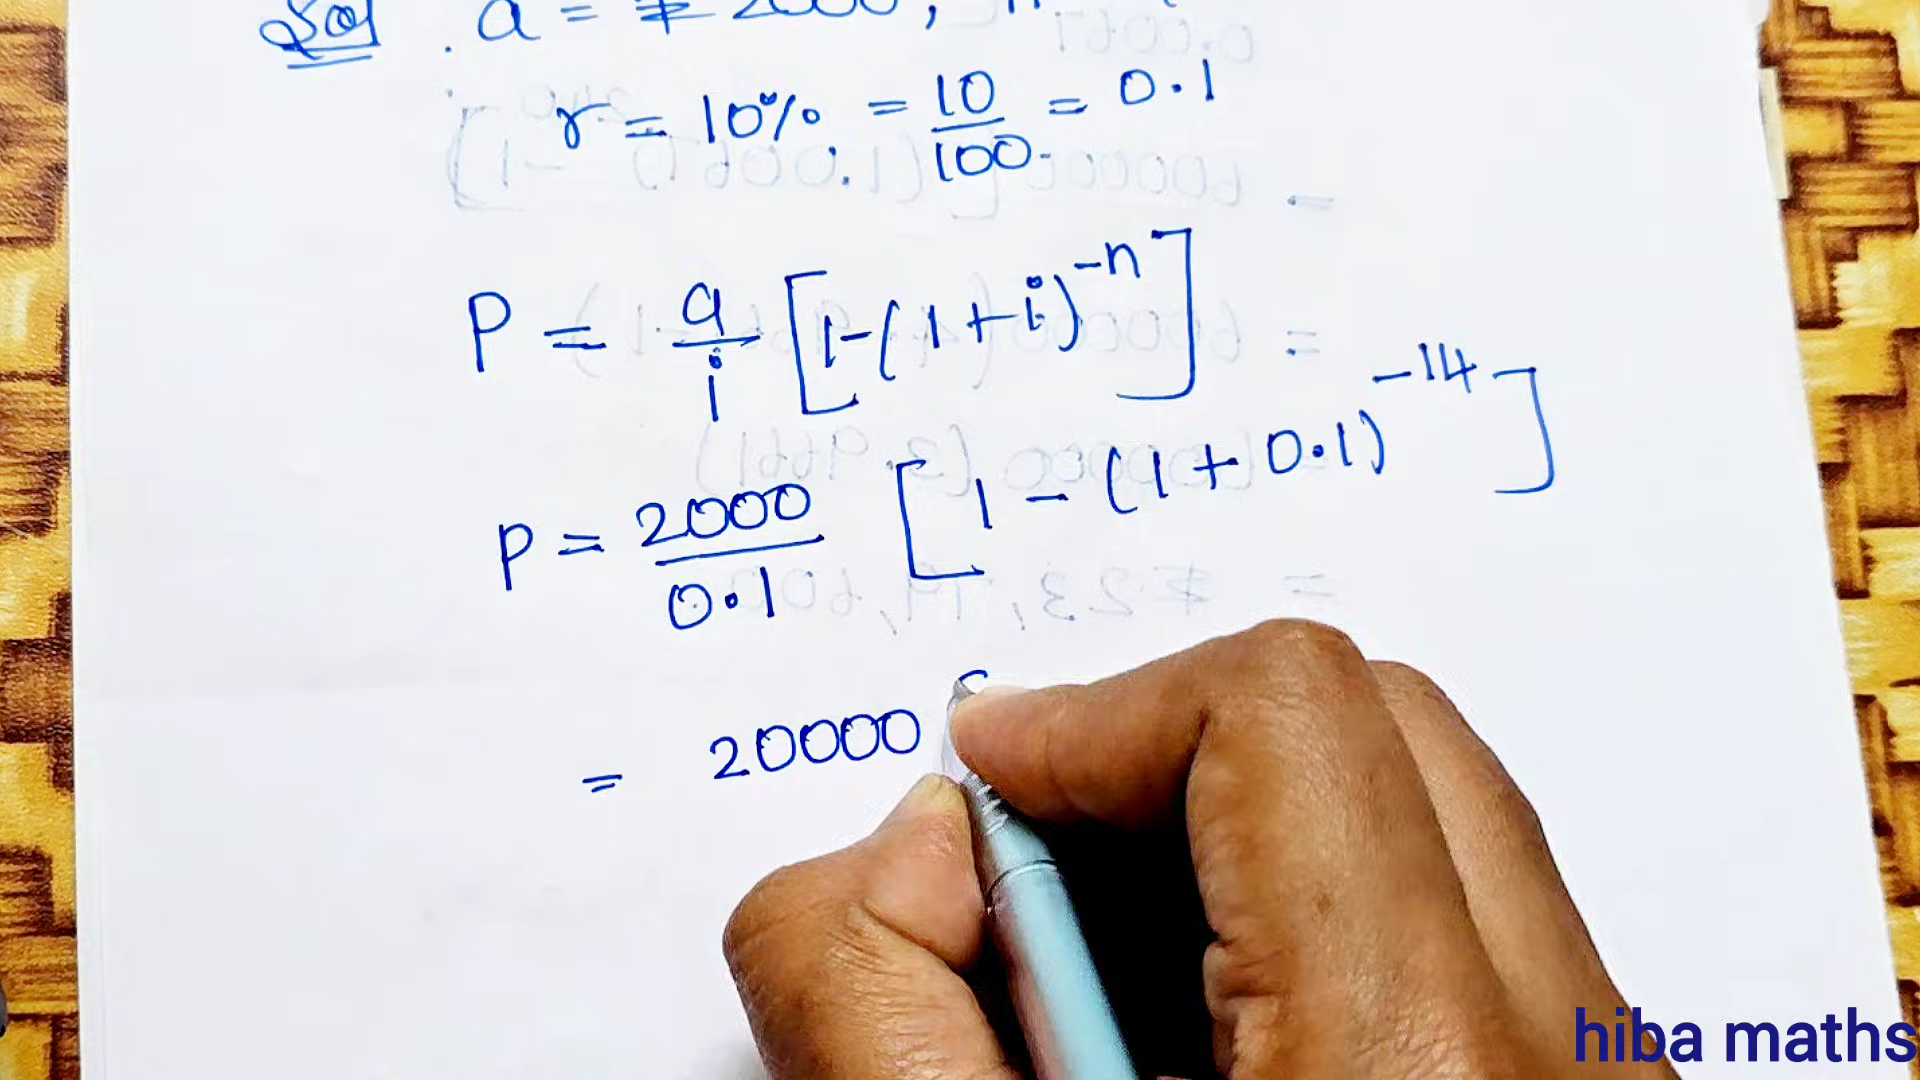 Sol a = ₹ 2000,
r = 10% = 10/100 = 0.1
P = a/i [1-(1+i)^-n]
P = 2000/0.1 [1 - (1 + 0.1)^-14]
= 20000
hiba maths